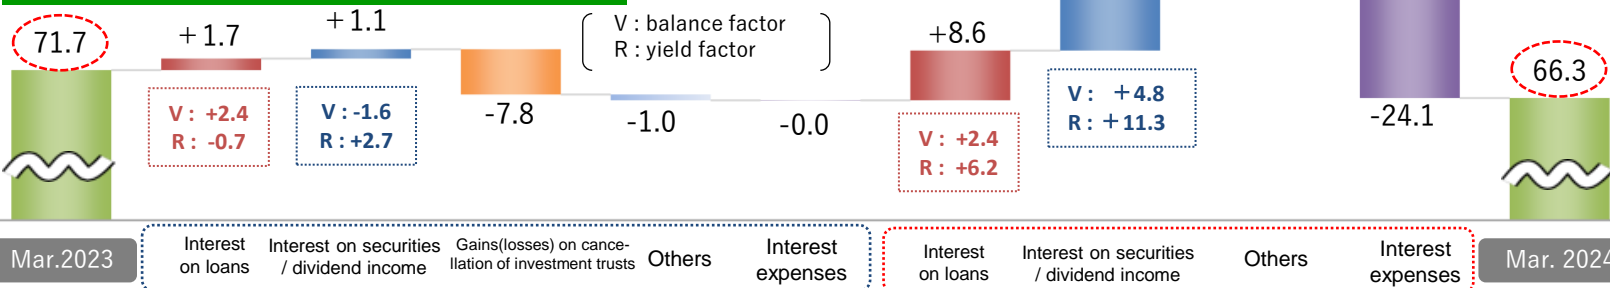 71.7
+1.7
+1.1
V : balance factor
R : yield factor
+8.6
66.3
V : +2.4
R : -0.7
V : -1.6
R : +2.7
-7.8
-1.0
-0.0
V : +2.4
R : +6.2
V : +4.8
R : +11.3
-24.1
Mar.2023
Interest
on loans
Interest on securities
/ dividend income
Gains(losses) on cance-
llation of investment trusts
Others
Interest
expenses
Interest
on loans
Interest on securities
/ dividend income
Others
Interest
expenses
Mar. 2024